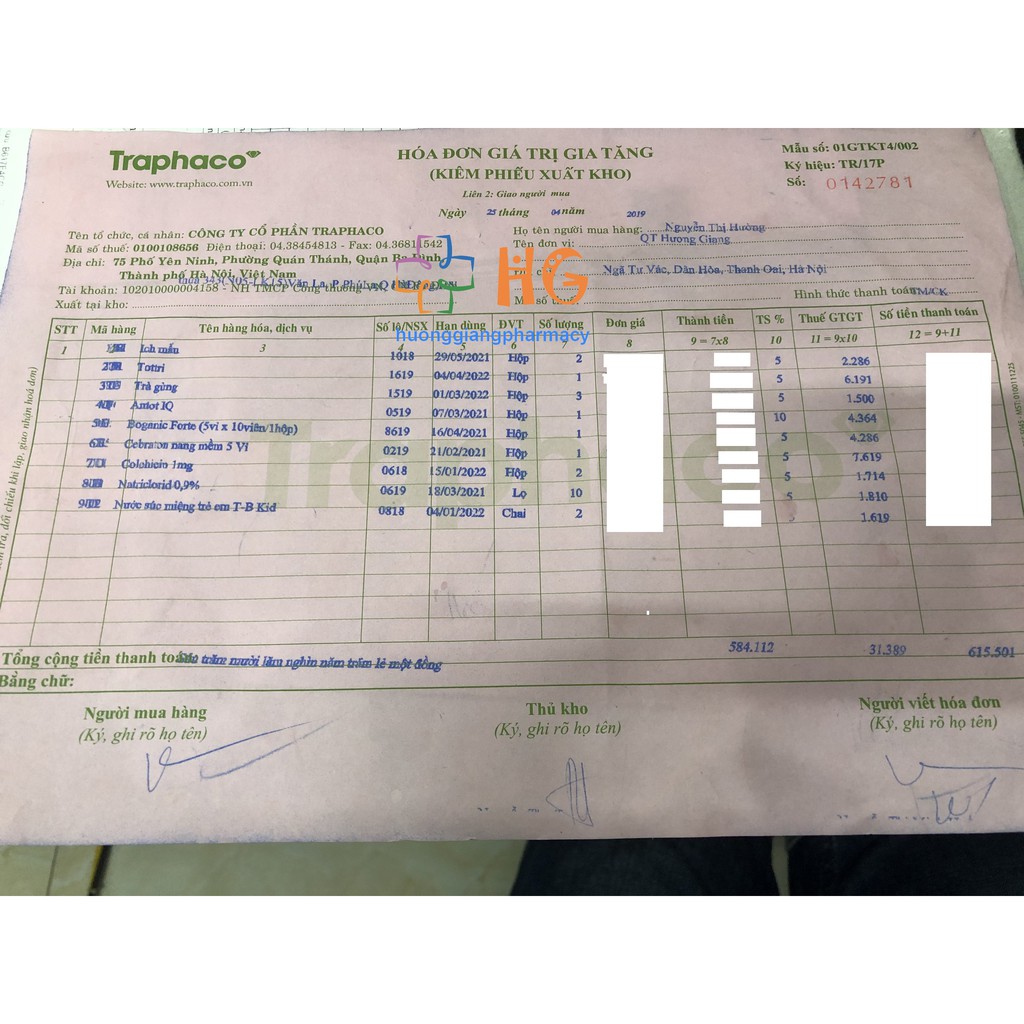 Traphaco
Website: www.traphaco.com.vn
HÓA ĐƠN GIÁ TRỊ GIA TĂNG
(KIÊM PHIẾU XUẤT KHO)
Liên 2: Giao người mua
Ngày 25 tháng 04 năm 2019
Mẫu số: 01GTKT4/002
Ký hiệu: TR/17P
Số: 0142781
Tên tổ chức, cá nhân: CÔNG TY CỔ PHẦN TRAPHACO
Mã số thuế: 0100108656 Điện thoại: 04.38454813 - Fax: 04.36811542
Địa chỉ: 75 Phố Yên Ninh, Phường Quán Thánh, Quận Ba Đình,
Thành phố Hà Nội, Việt Nam
Tài khoản: 102010000004158 - NH TMCP Công thương
Xuất tại kho:
Họ tên người mua hàng: Nguyễn Thị Hường
Tên đơn vị: QT Hương Giang
Ngã Tư Vác, Dân Hòa, Thanh Oai, Hà Nội
Mã số thuế:
Hình thức thanh toán TM/CK
HG
huonggiangpharmacy
STT Mã hàng Tên hàng hóa, dịch vụ Số lô/NSX Hạn dùng ĐVT Số lượng Đơn giá Thành tiền TS % Thuế GTGT Số tiền thanh toán
1 3 4 5 6 7 8 9 = 7x8 10 11 = 9x10 12 = 9+11
Ích mẫu 1018 29/05/2021 Hộp 2 5 2.286
Tottri 1619 04/04/2022 Hộp 1 5 6.191
Trà gừng 1519 01/03/2022 Hộp 3 5 1.500
Amot IQ 0519 07/03/2021 Hộp 1 10 4.364
Boganic Forte (5vi x 10viên/1hộp) 8619 16/04/2021 Hộp 1 5 4.286
Cebraton nang mềm 5 Vỉ 0219 21/02/2021 Hộp 1 5 7.619
Colchicin 1mg 0618 15/01/2022 Hộp 2 5 1.714
Natriclorid 0,9% 0619 18/03/2021 Lọ 10 5 1.810
Nước súc miệng trẻ em T-B Kid 0818 04/01/2022 Chai 2 1.619
Tổng cộng tiền thanh toán 584.112 31.389 615.501
Bằng chữ: trăm mười lăm nghìn năm trăm lẻ một đồng
Người mua hàng
(Ký, ghi rõ họ tên)
Thủ kho
(Ký, ghi rõ họ tên)
Người viết hóa đơn
(Ký, ghi rõ họ tên)